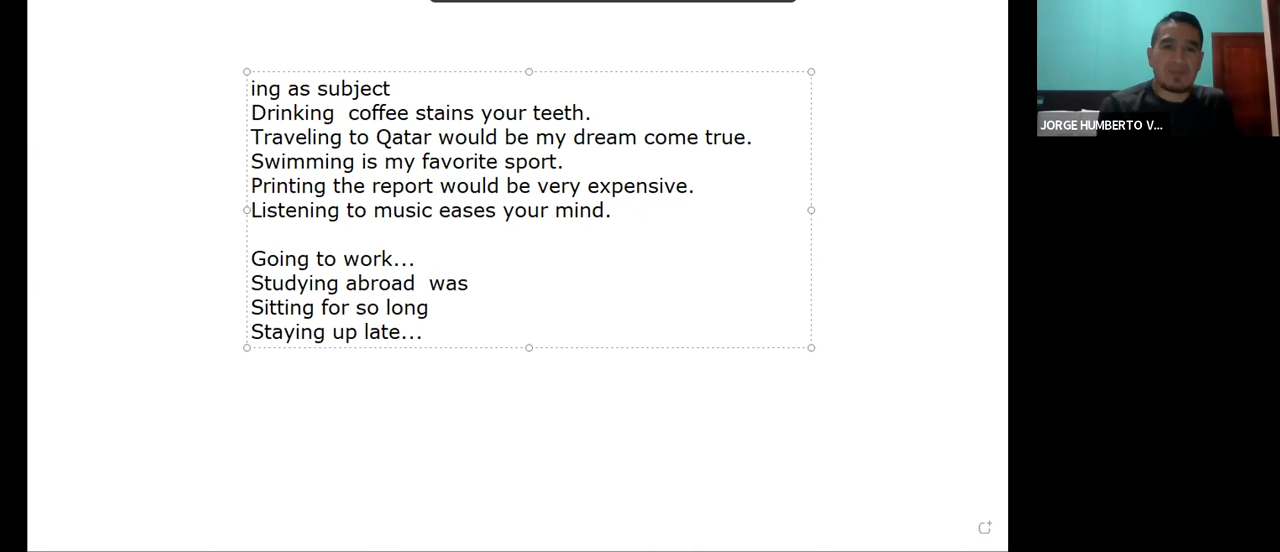 ing as subject
Drinking  coffee stains your teeth.
Traveling to Qatar would be my dream come true.
Swimming is my favorite sport.
Printing the report would be very expensive.
Listening to music eases your mind.
Going to work...
Studying abroad  was
Sitting for so long
Staying up late...
JORGE HUMBERTO V...